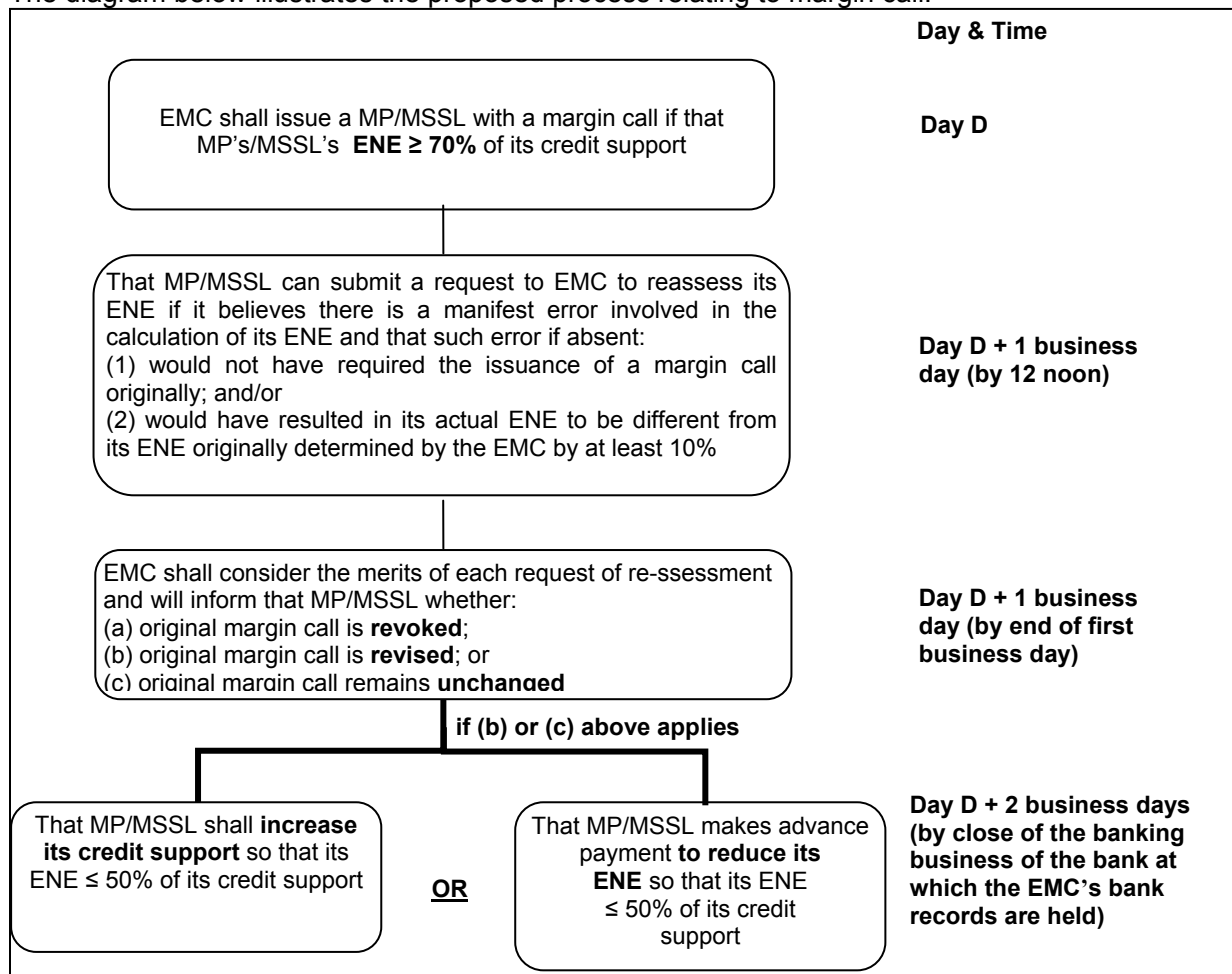 The diagram below illustrates the proposed process relating to margin call.
Day & Time
EMC shall issue a MP/MSSL with a margin call if that
MP's/MSSL's ENE ≥ 70% of its credit support
Day D
That MP/MSSL can submit a request to EMC to reassess its
ENE if it believes there is a manifest error involved in the
calculation of its ENE and that such error if absent:
(1) would not have required the issuance of a margin call
originally; and/or
(2) would have resulted in its actual ENE to be different from
its ENE originally determined by the EMC by at least 10%
Day D + 1 business
day (by 12 noon)
EMC shall consider the merits of each request of re-ssessment
and will inform that MP/MSSL whether:
(a) original margin call is revoked;
(b) original margin call is revised; or
(c) original margin call remains unchanged
Day D + 1 business
day (by end of first
business day)
if (b) or (c) above applies
That MP/MSSL shall increase
its credit support so that its
ENE ≤ 50% of its credit support
OR
That MP/MSSL makes advance
payment to reduce its
ENE so that its ENE
≤ 50% of its credit
support
Day D + 2 business days
(by close of the banking
business of the bank at
which the EMC's bank
records are held)